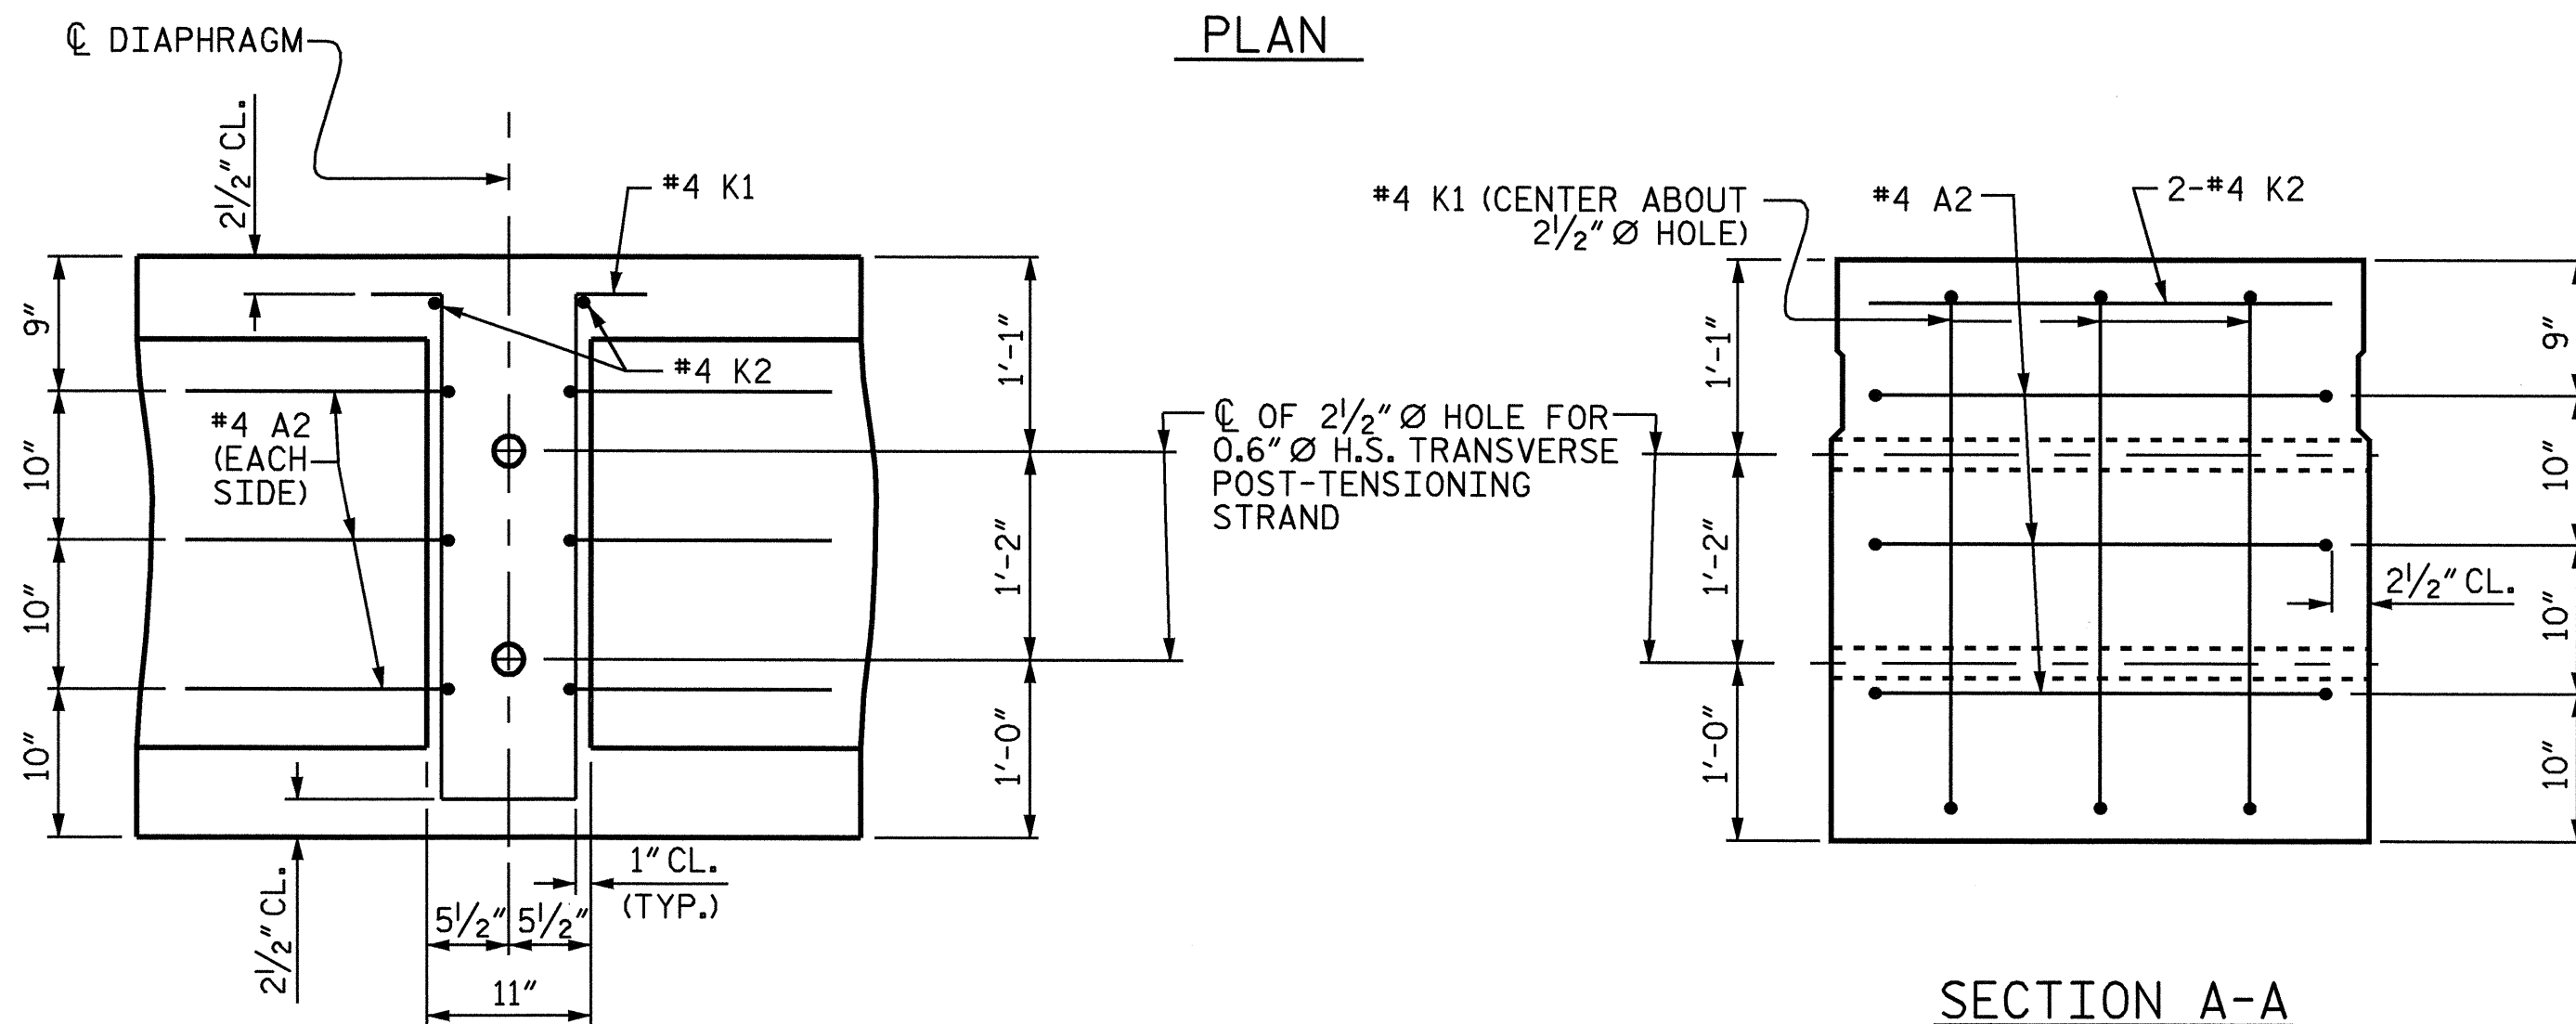 PLAN
℄ DIAPHRAGM
2½" CL.
#4 K1
9"
10"
10"
10"
#4 A2
(EACH
SIDE)
#4 K2
1'-1"
1'-2"
1'-0"
℄ OF 2½" Ø HOLE FOR
0.6" Ø H.S. TRANSVERSE
POST-TENSIONING
STRAND
2½" CL.
1" CL.
(TYP.)
5½"
5½"
11"
#4 K1 (CENTER ABOUT
2½" Ø HOLE)
#4 A2
2-#4 K2
1'-1"
1'-2"
1'-0"
2½" CL.
9"
10"
10"
10"
SECTION A-A